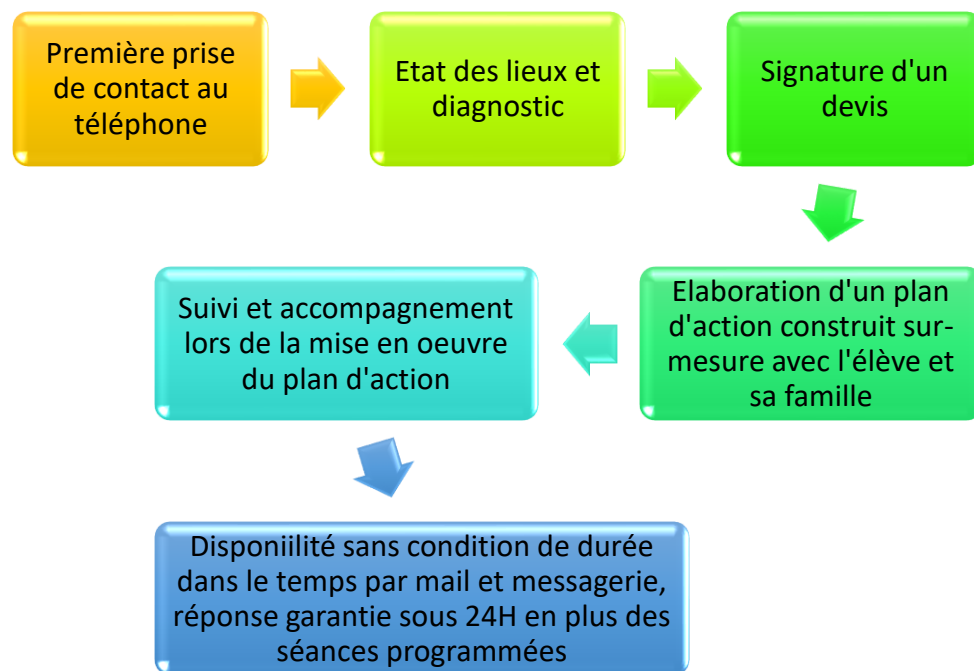 Première prise
de contact au
téléphone
Etat des lieux et
diagnostic
Signature d'un
devis
Elaboration d'un plan
d'action construit sur-
mesure avec l'élève et
sa famille
Suivi et accompagnement
lors de la mise en oeuvre
du plan d'action
Disponiilité sans condition de durée
dans le temps par mail et messagerie,
réponse garantie sous 24H en plus des
séances programmées